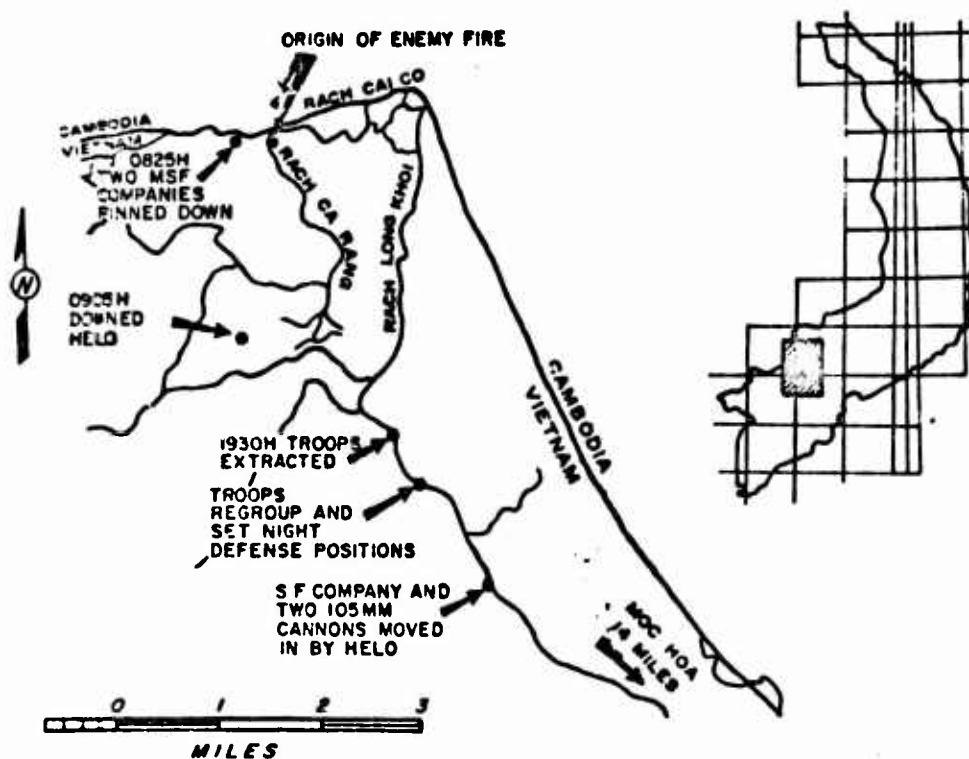 ORIGIN OF ENEMY FIRE
RACH CAI CO
CAMBODIA
VIETNAM
0825H
TWO MSF
COMPANIES
PINNED DOWN
RACH CA RANG
RACH LONG KHOI
N
0905H
DOWNED
HELO
CAMBODIA
VIETNAM
1930H TROOPS
EXTRACTED
TROOPS
REGROUP AND
SET NIGHT
DEFENSE POSITIONS
S F COMPANY AND
TWO 105MM
CANNONS MOVED
IN BY HELO
MOC HOA
14 MILES
0 1 2 3
MILES